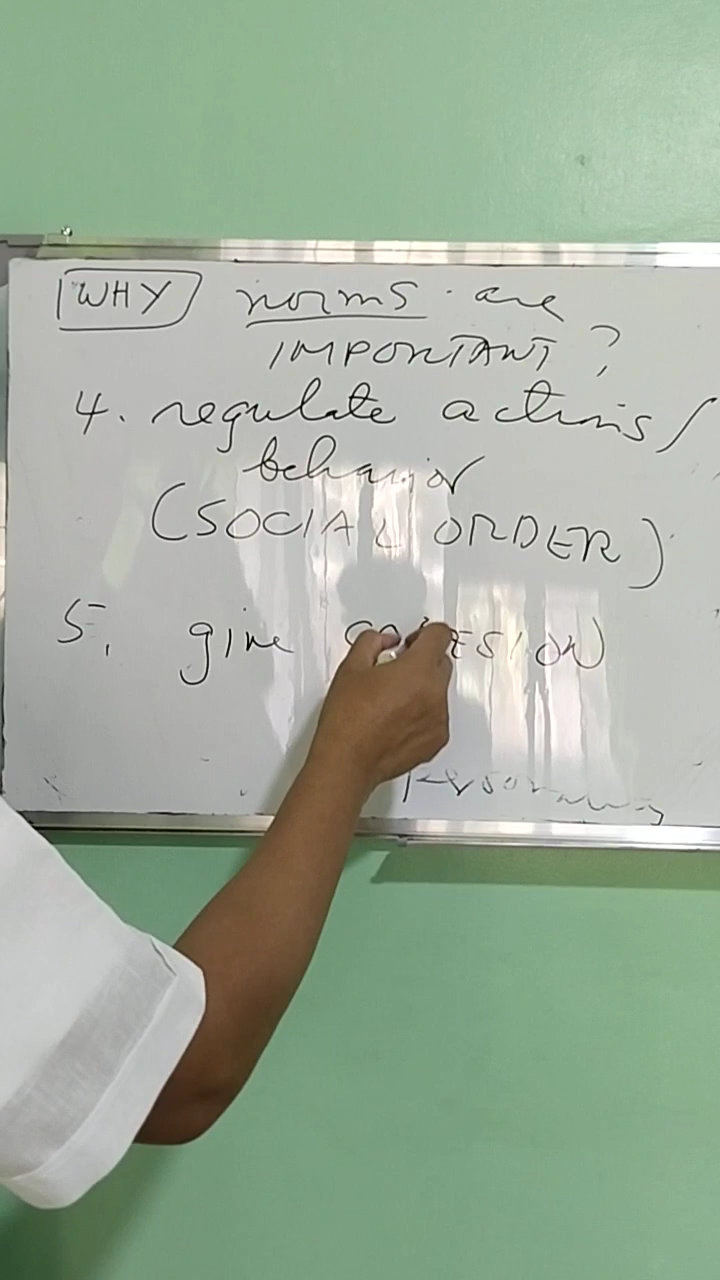 WHY norms are
IMPORTANT?
4. regulate actions/
behavior
(SOCIAL ORDER)
5. give